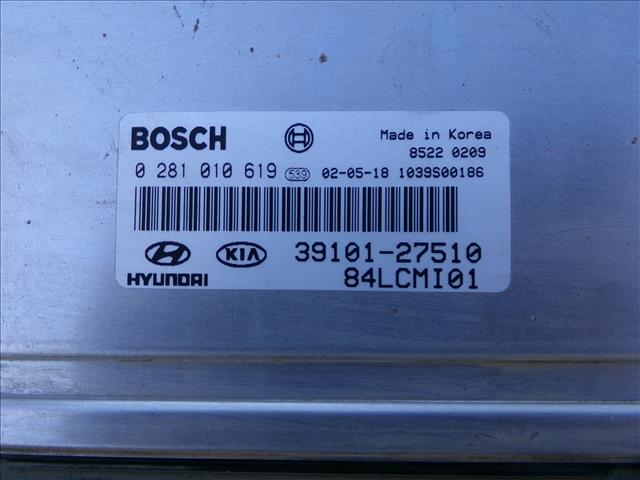 BOSCH Made in Korea
8522 0209
0 281 010 619 539 02-05-18 1039S00186
KIA 39101-27510
HYUNDAI 84LCMI01